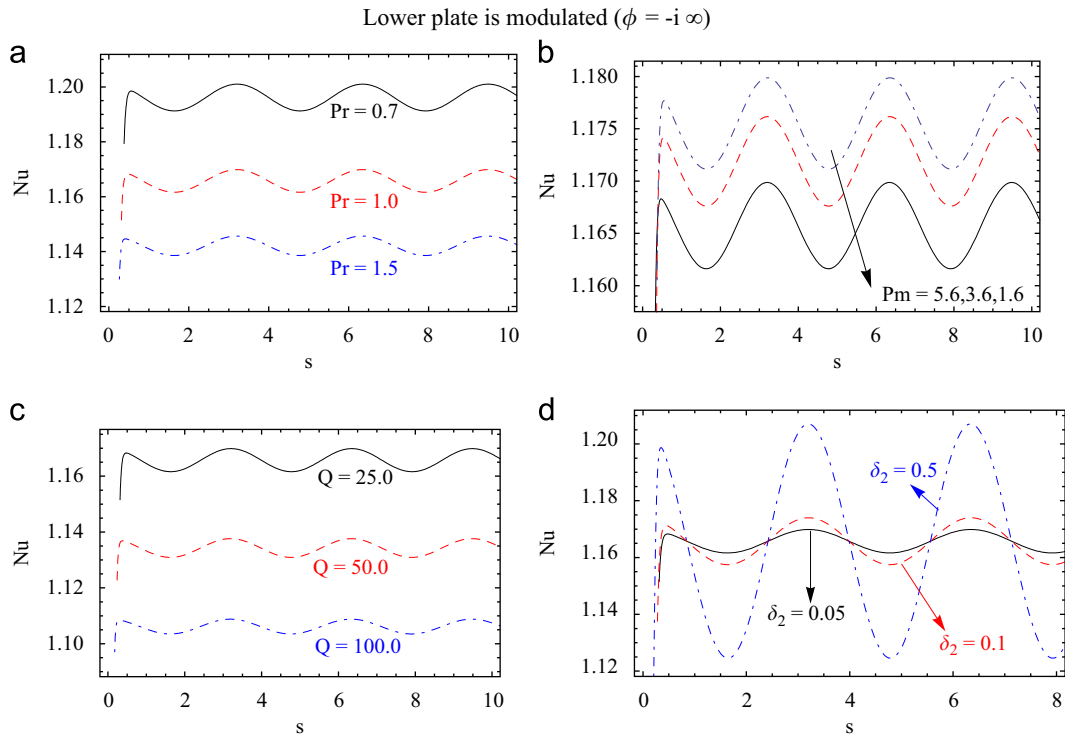 Lower plate is modulated (ϕ = -i ∞)
a
Nu
1.20
1.18
1.16
1.14
1.12
Pr = 0.7
Pr = 1.0
Pr = 1.5
0 2 4 6 8 10
s
b
Nu
1.180
1.175
1.170
1.165
1.160
Pm = 5.6,3.6,1.6
0 2 4 6 8 10
s
c
Nu
1.16
1.14
1.12
1.10
Q = 25.0
Q = 50.0
Q = 100.0
0 2 4 6 8 10
s
d
Nu
1.20
1.18
1.16
1.14
1.12
δ₂ = 0.5
δ₂ = 0.05
δ₂ = 0.1
0 2 4 6 8
s